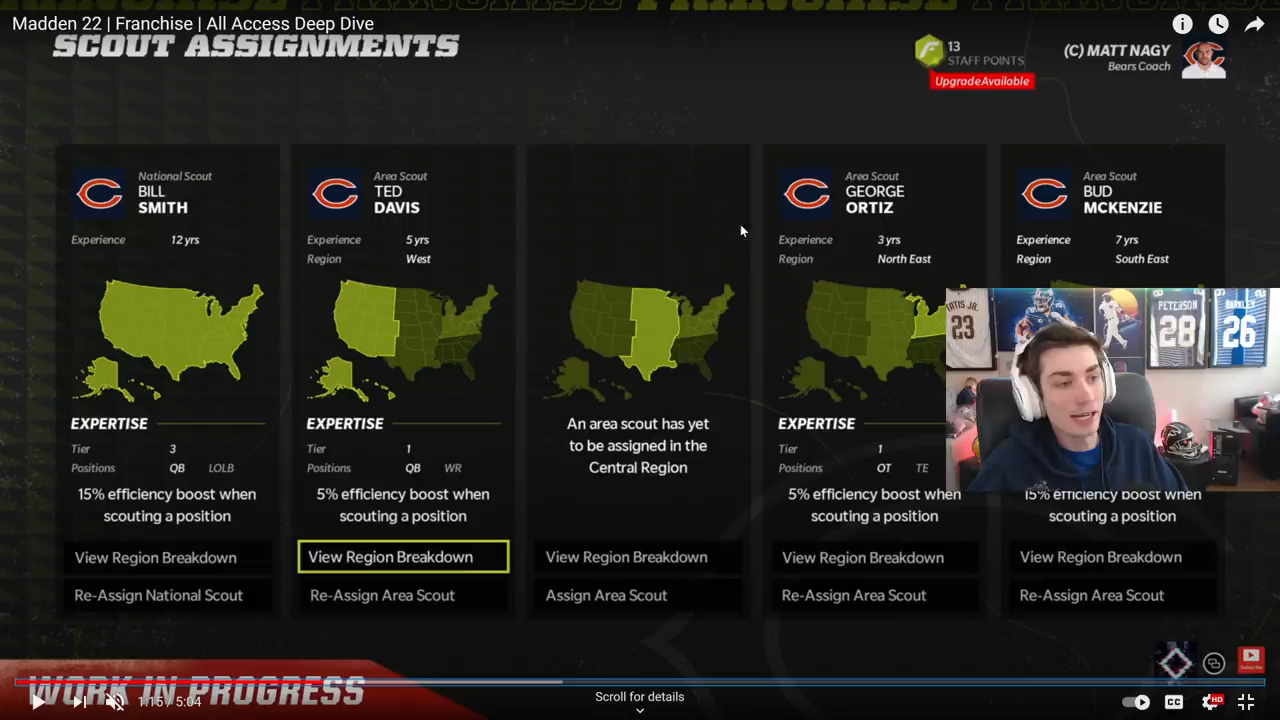 Madden 22 | Franchise | All Access Deep Dive
SCOUT ASSIGNMENTS
13
STAFF POINTS
Upgrade Available
(C) MATT NAGY
Bears Coach
National Scout
BILL
SMITH
Experience 12 yrs
EXPERTISE
Tier 3
Positions QB LOLB
15% efficiency boost when
scouting a position
View Region Breakdown
Re-Assign National Scout
Area Scout
TED
DAVIS
Experience 5 yrs
Region West
EXPERTISE
Tier 1
Positions QB WR
5% efficiency boost when
scouting a position
View Region Breakdown
Re-Assign Area Scout
An area scout has yet
to be assigned in the
Central Region
View Region Breakdown
Assign Area Scout
Area Scout
GEORGE
ORTIZ
Experience 3 yrs
Region North East
EXPERTISE
Tier 1
Positions OT TE
5% efficiency boost when
scouting a position
View Region Breakdown
Re-Assign Area Scout
Area Scout
BUD
MCKENZIE
Experience 7 yrs
Region South East
15% efficiency boost when
scouting a position
View Region Breakdown
Re-Assign Area Scout
23
PETERSON
28
BARKLEY
26
WORK IN PROGRESS
Subscribe
1:15 / 5:04
Scroll for details
CC
HD